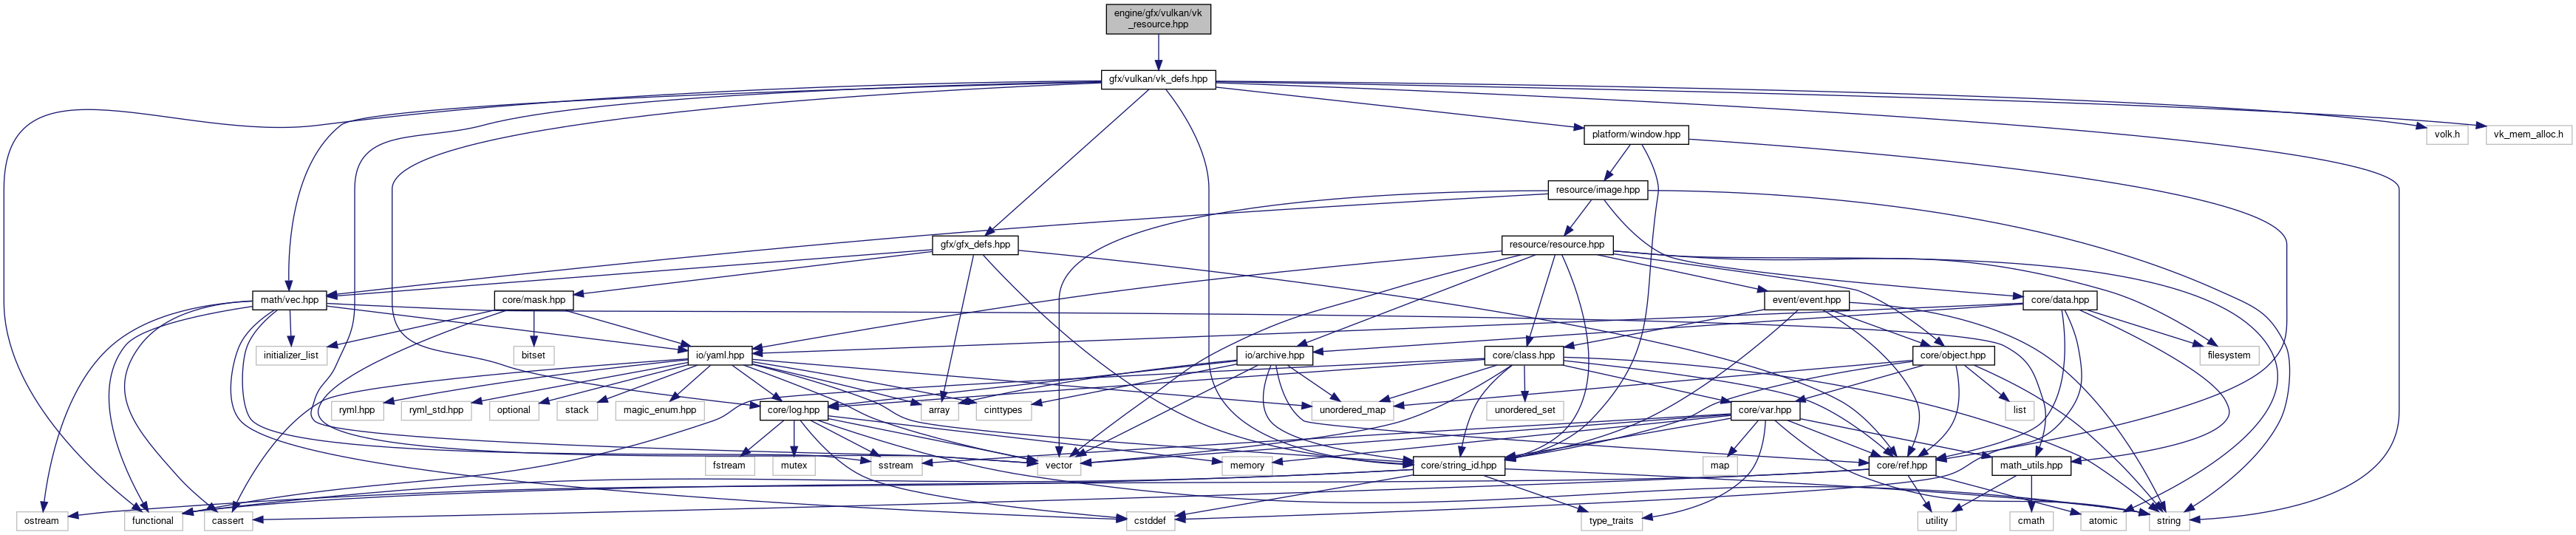 engine/gfx/vulkan/vk
_resource.hpp
gfx/vulkan/vk_defs.hpp
platform/window.hpp
volk.h
vk_mem_alloc.h
resource/image.hpp
gfx/gfx_defs.hpp
resource/resource.hpp
math/vec.hpp
core/mask.hpp
event/event.hpp
core/data.hpp
initializer_list
bitset
io/yaml.hpp
io/archive.hpp
core/class.hpp
core/object.hpp
filesystem
ryml.hpp
ryml_std.hpp
optional
stack
magic_enum.hpp
core/log.hpp
array
cinttypes
unordered_map
unordered_set
core/var.hpp
list
fstream
mutex
sstream
vector
memory
core/string_id.hpp
map
core/ref.hpp
math_utils.hpp
ostream
functional
cassert
cstddef
type_traits
utility
cmath
atomic
string